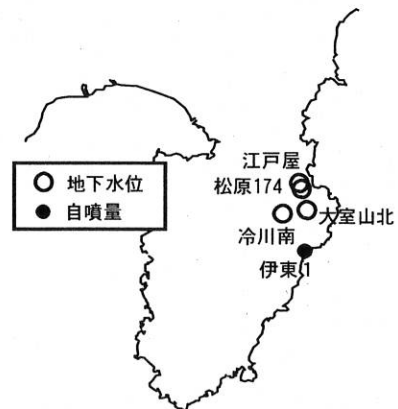 江戸屋
松原174
地下水位
自噴量
大室山北
冷川南
伊東1